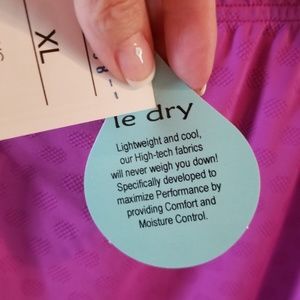 XL
le dry
Lightweight and cool,
our High-tech fabrics
will never weigh you down!
Specifically developed to
maximize Performance by
providing Comfort and
Moisture Control.